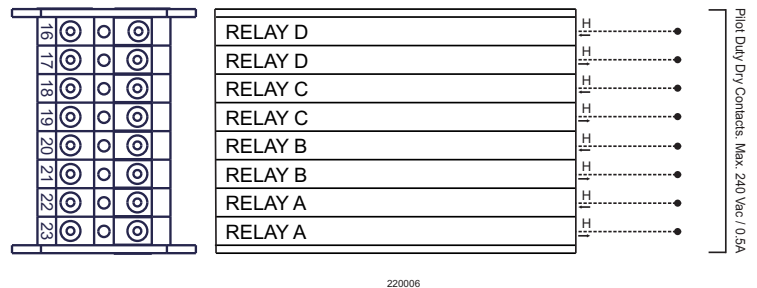 16 RELAY D H
17 RELAY D H
18 RELAY C H
19 RELAY C H
20 RELAY B H
21 RELAY B H
22 RELAY A H
23 RELAY A H
Pilot Duty Dry Contacts. Max. 240 Vac / 0.5A
220006